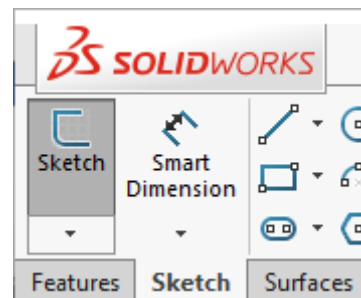 SOLIDWORKS
Sketch
Smart
Dimension
Features Sketch Surfaces